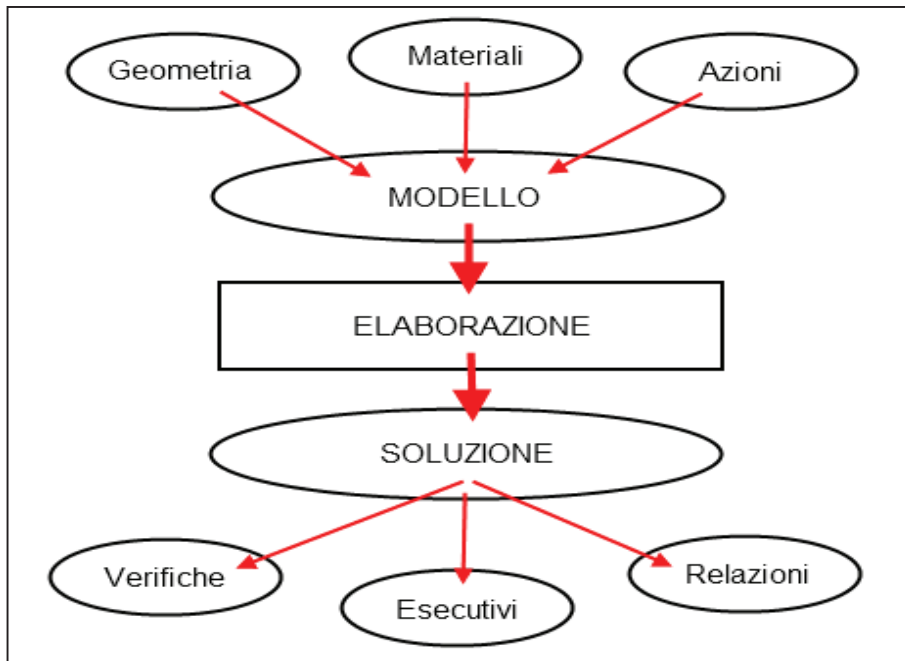 Geometria
Materiali
Azioni
MODELLO
ELABORAZIONE
SOLUZIONE
Verifiche
Esecutivi
Relazioni